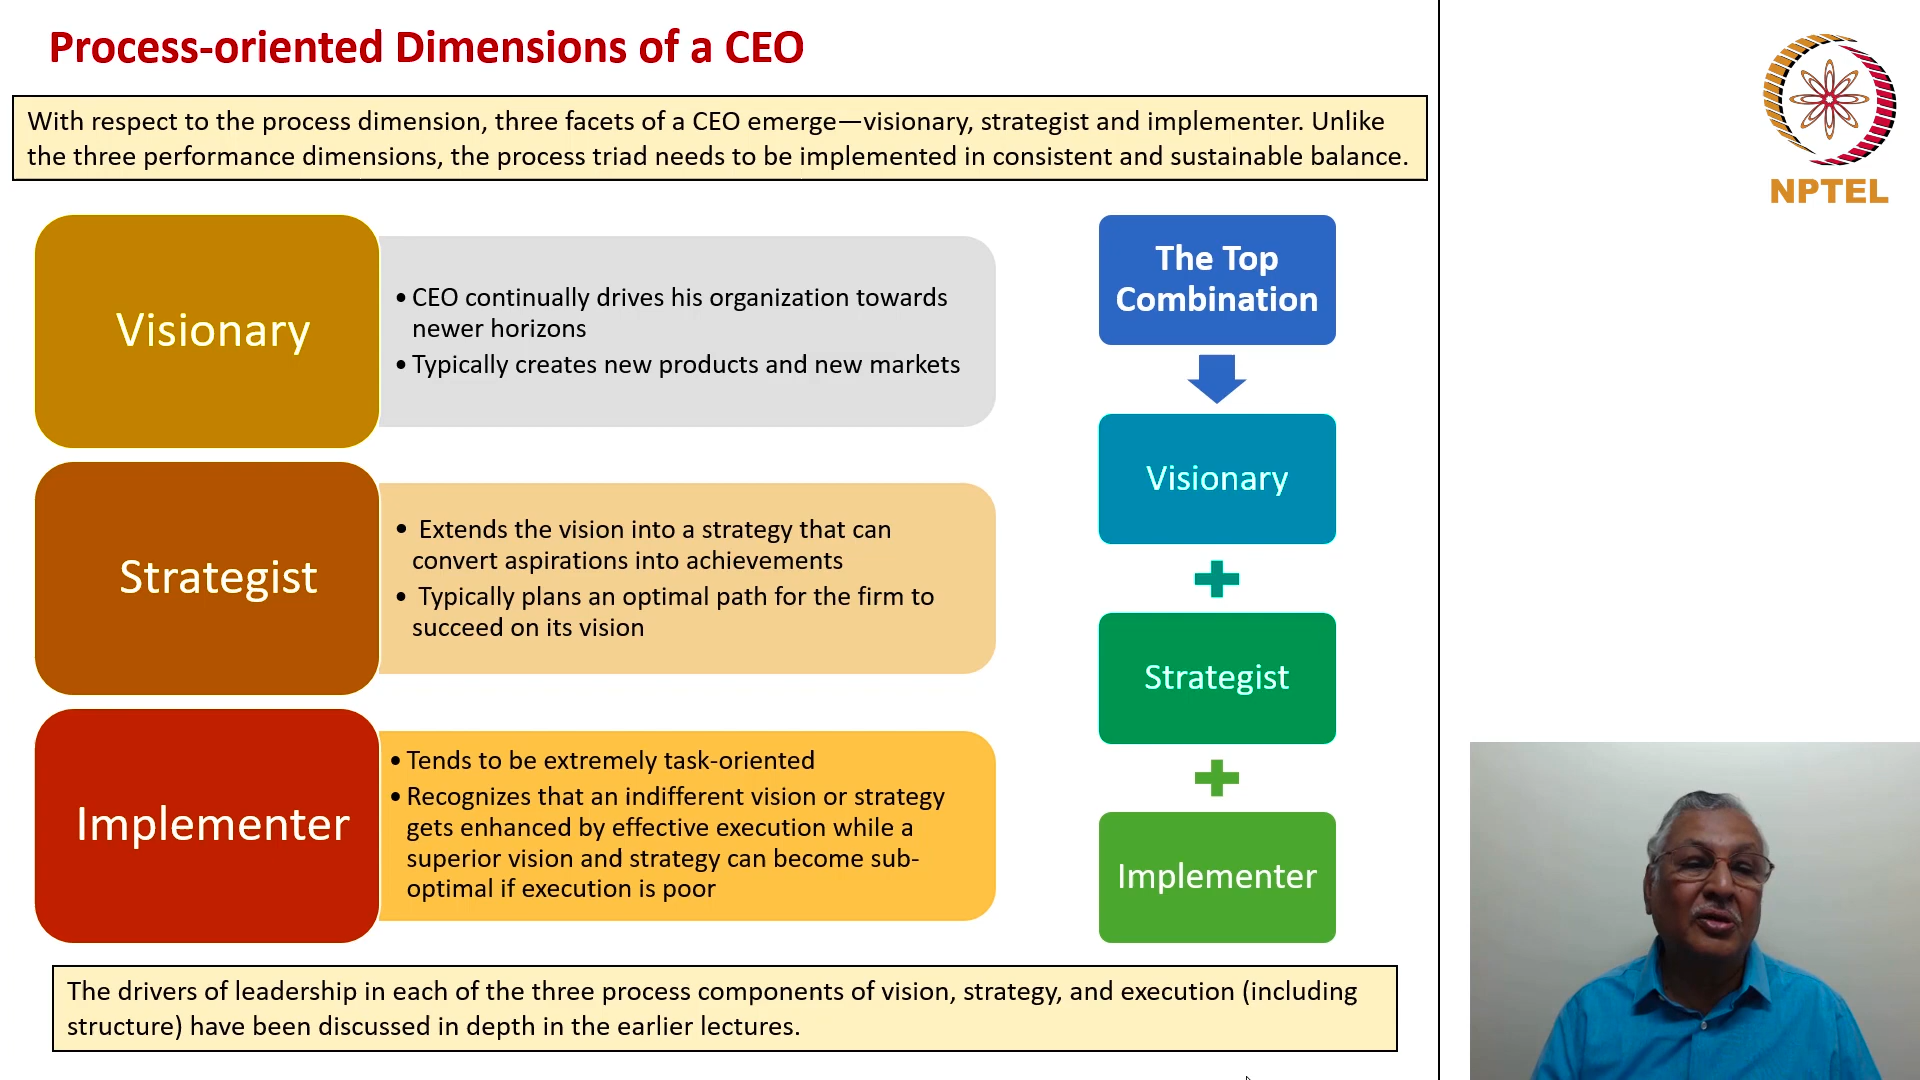 Process-oriented Dimensions of a CEO
With respect to the process dimension, three facets of a CEO emerge—visionary, strategist and implementer. Unlike
the three performance dimensions, the process triad needs to be implemented in consistent and sustainable balance.
NPTEL
Visionary
• CEO continually drives his organization towards
newer horizons
• Typically creates new products and new markets
Strategist
• Extends the vision into a strategy that can
convert aspirations into achievements
• Typically plans an optimal path for the firm to
succeed on its vision
Implementer
• Tends to be extremely task-oriented
• Recognizes that an indifferent vision or strategy
gets enhanced by effective execution while a
superior vision and strategy can become sub-
optimal if execution is poor
The Top
Combination
Visionary
Strategist
Implementer
The drivers of leadership in each of the three process components of vision, strategy, and execution (including
structure) have been discussed in depth in the earlier lectures.